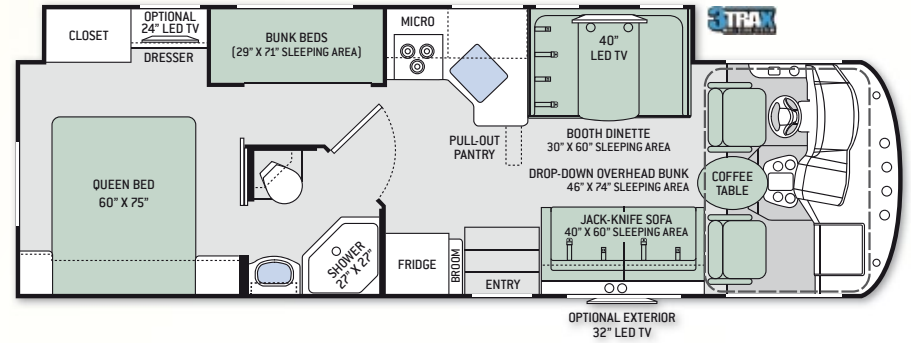 CLOSET
OPTIONAL
24" LED TV
DRESSER
BUNK BEDS
(29" X 71" SLEEPING AREA)
MICRO
40"
LED TV
3TRAX
PULL-OUT
PANTRY
BOOTH DINETTE
30" X 60" SLEEPING AREA
DROP-DOWN OVERHEAD BUNK
46" X 74" SLEEPING AREA
COFFEE
TABLE
QUEEN BED
60" X 75"
JACK-KNIFE SOFA
40" X 60" SLEEPING AREA
SHOWER
27" X 27"
FRIDGE
BROOM
ENTRY
OPTIONAL EXTERIOR
32" LED TV